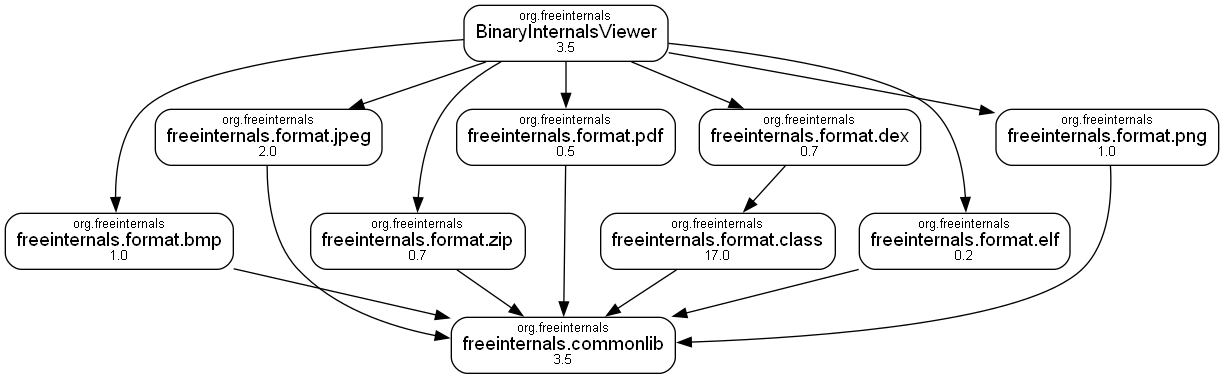 org.freeinternals
BinaryInternalsViewer
3.5
org.freeinternals
freeinternals.format.jpeg
2.0
org.freeinternals
freeinternals.format.pdf
0.5
org.freeinternals
freeinternals.format.dex
0.7
org.freeinternals
freeinternals.format.png
1.0
org.freeinternals
freeinternals.format.bmp
1.0
org.freeinternals
freeinternals.format.zip
0.7
org.freeinternals
freeinternals.format.class
17.0
org.freeinternals
freeinternals.format.elf
0.2
org.freeinternals
freeinternals.commonlib
3.5